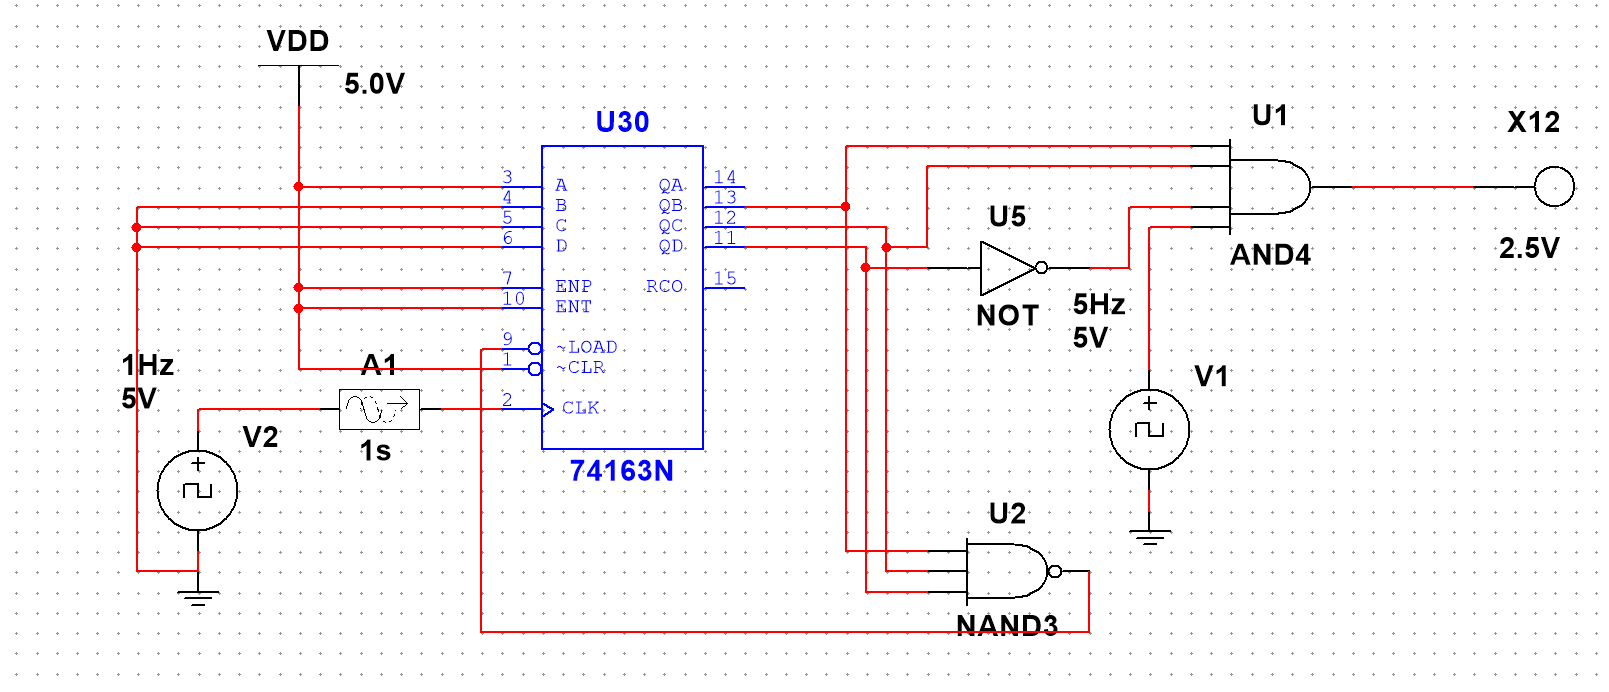 VDD
5.0V
U30
U1
X12
3 A QA 14
4 B QB 13
5 C QC 12
6 D QD 11
7 ENP RCO 15
10 ENT
9 ~LOAD
1 ~CLR
2 CLK
74163N
U5
NOT
AND4
2.5V
5Hz
5V
V1
1Hz
5V
A1
V2
1s
U2
NAND3